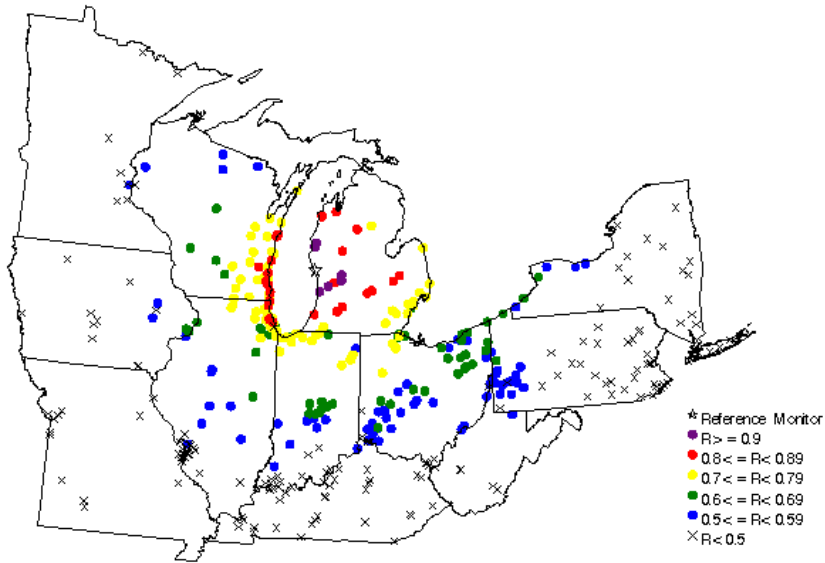 Reference Monitor
R> = 0.9
0.8< = R< 0.89
0.7< = R< 0.79
0.6< = R< 0.69
0.5< = R< 0.59
R< 0.5